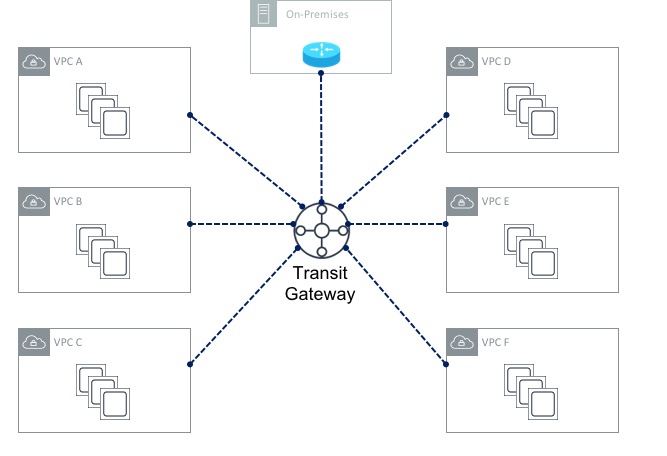 On-Premises
VPC A
VPC D
VPC B
VPC E
Transit
Gateway
VPC C
VPC F